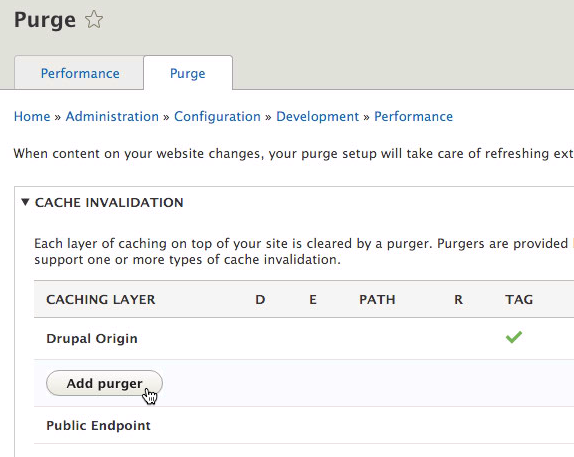 Purge
Performance Purge
Home » Administration » Configuration » Development » Performance
When content on your website changes, your purge setup will take care of refreshing ext
CACHE INVALIDATION
Each layer of caching on top of your site is cleared by a purger. Purgers are provided
support one or more types of cache invalidation.
CACHING LAYER D E PATH R TAG
Drupal Origin
Add purger
Public Endpoint